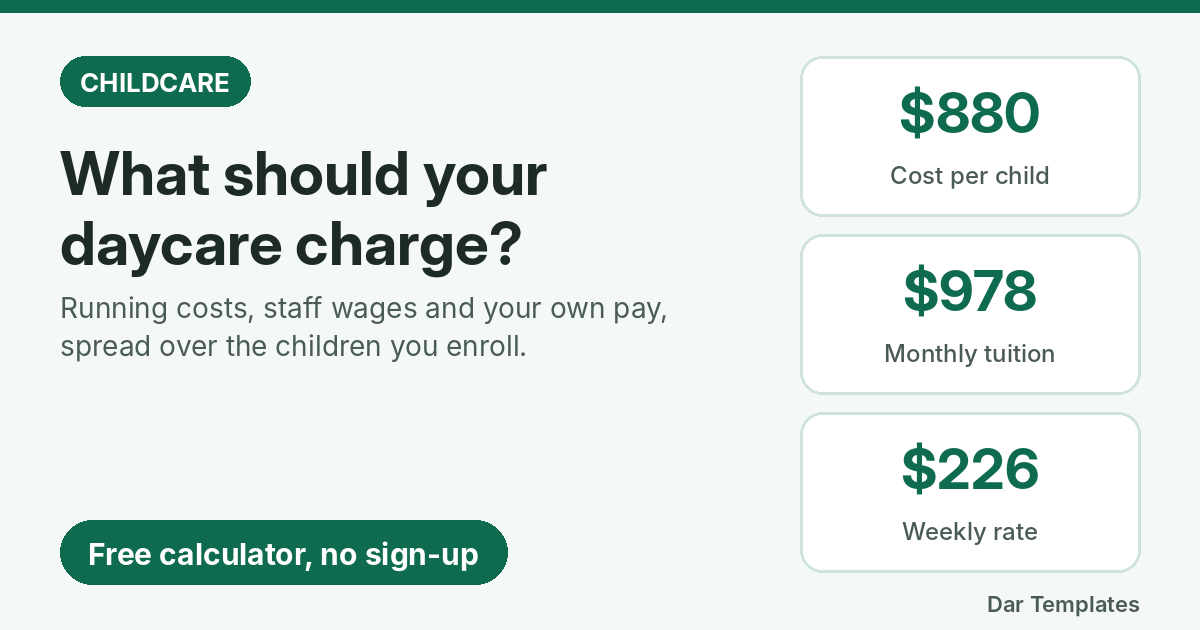 CHILDCARE
What should your
daycare charge?
Running costs, staff wages and your own pay,
spread over the children you enroll.
Free calculator, no sign-up
$880
Cost per child
$978
Monthly tuition
$226
Weekly rate
Dar Templates